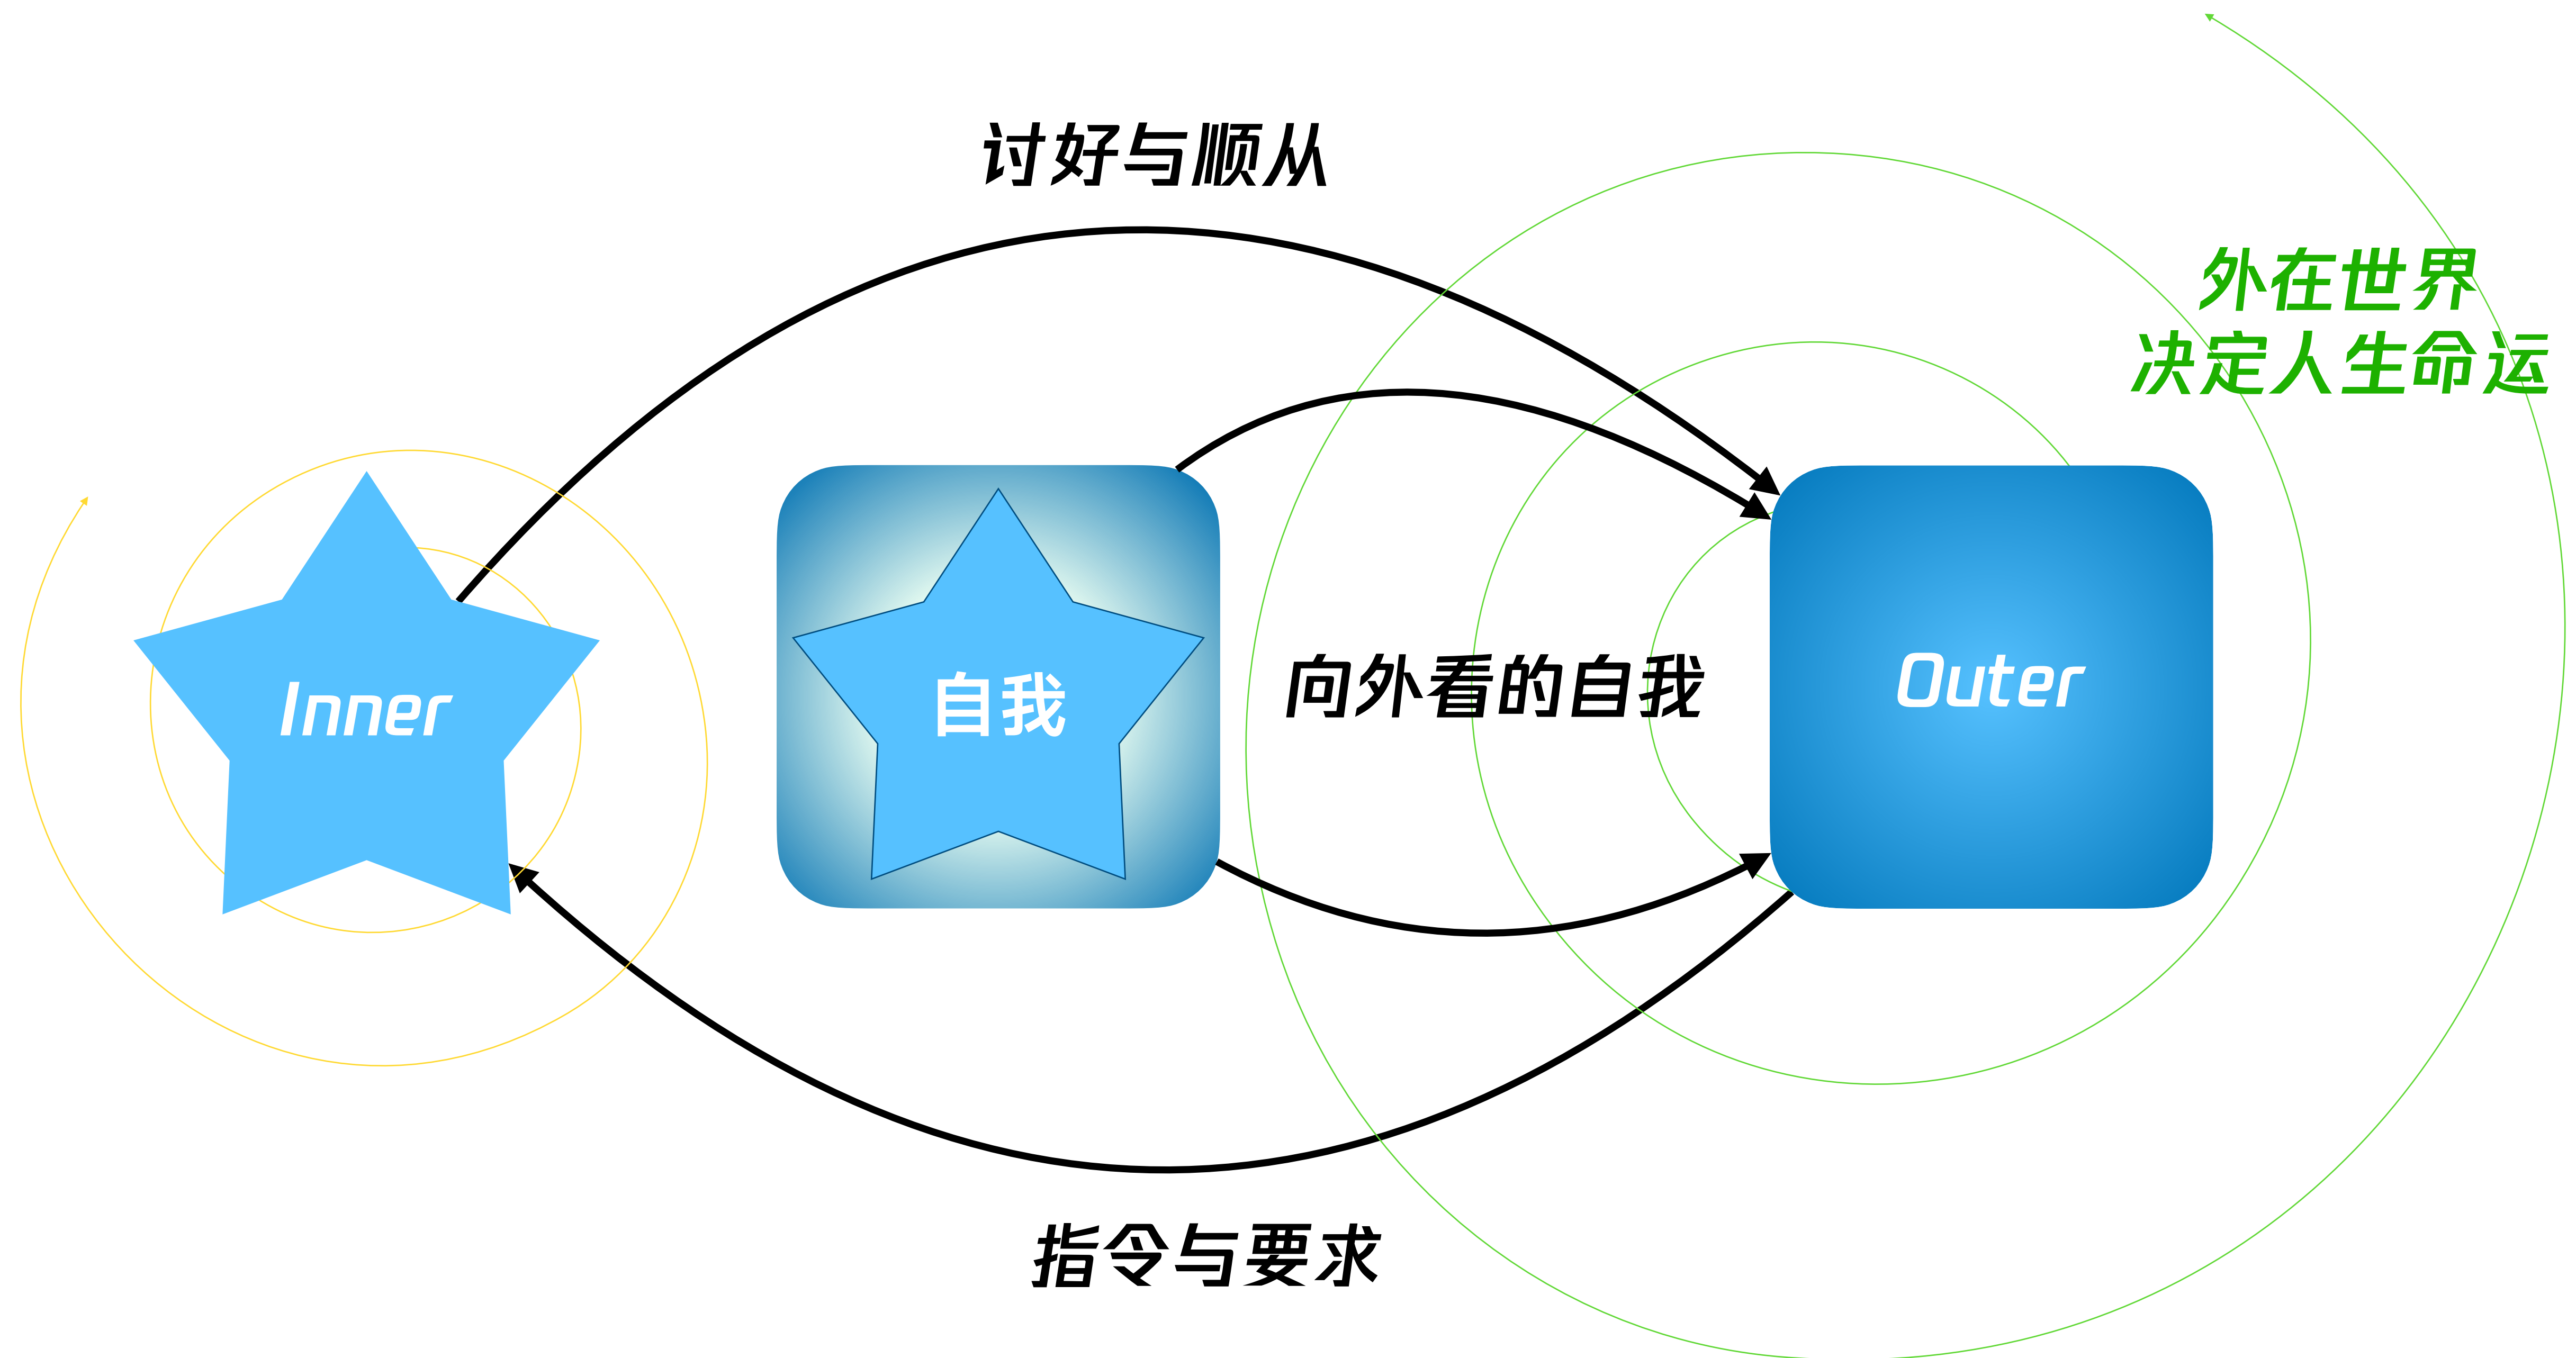 讨好与顺从
外在世界
决定人生命运
Inner
自我
向外看的自我
Outer
指令与要求